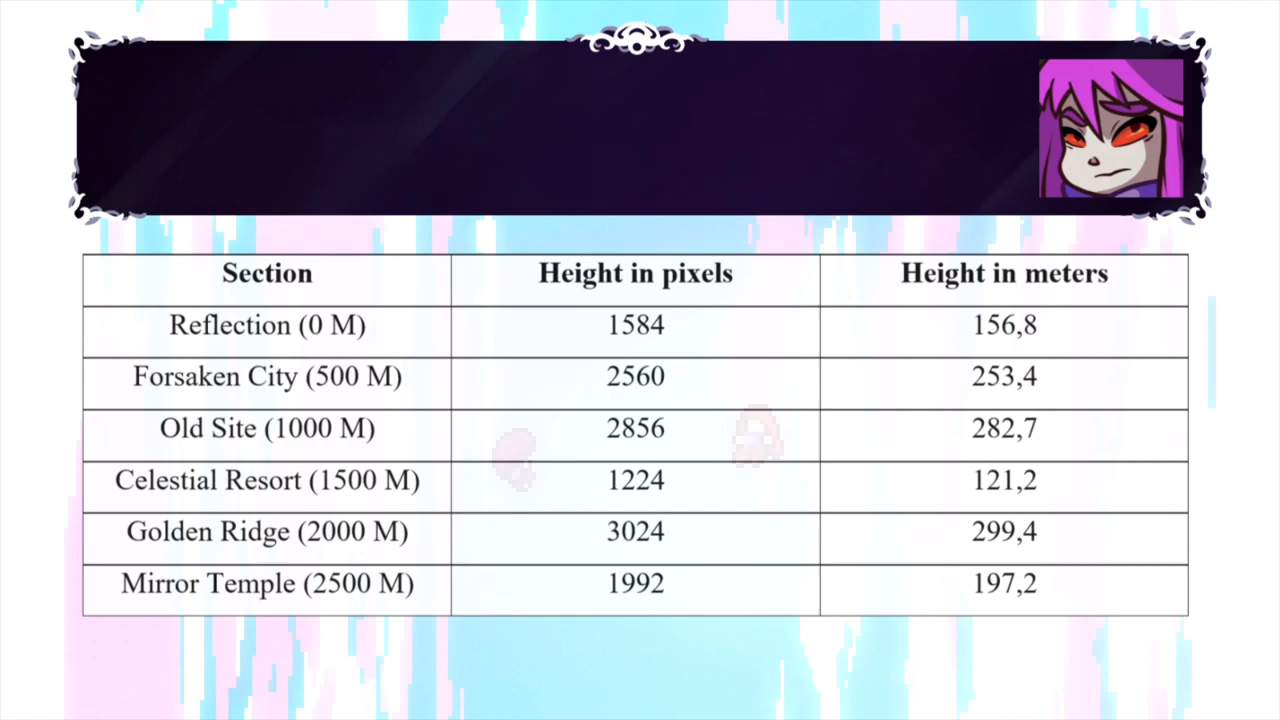 Section Height in pixels Height in meters
Reflection (0 M) 1584 156,8
Forsaken City (500 M) 2560 253,4
Old Site (1000 M) 2856 282,7
Celestial Resort (1500 M) 1224 121,2
Golden Ridge (2000 M) 3024 299,4
Mirror Temple (2500 M) 1992 197,2